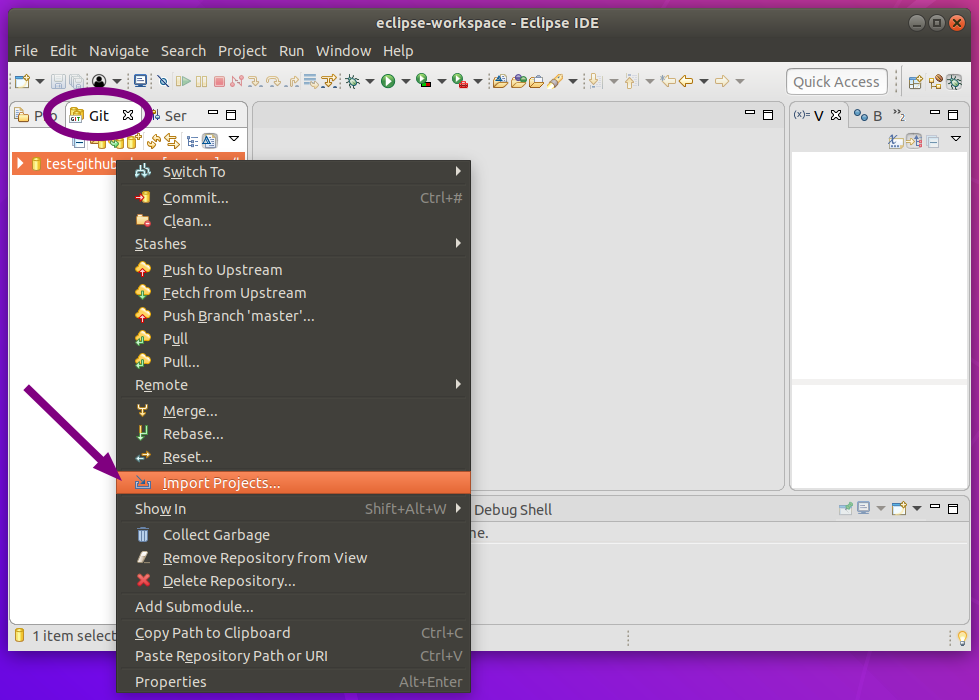 eclipse-workspace - Eclipse IDE
File Edit Navigate Search Project Run Window Help
Quick Access
Git Ser
(x)= V B »2
test-github
Switch To
Commit... Ctrl+#
Clean...
Stashes
Push to Upstream
Fetch from Upstream
Push Branch 'master'...
Pull
Pull...
Remote
Merge...
Rebase...
Reset...
Import Projects...
Show In Shift+Alt+W
Debug Shell
Collect Garbage
Remove Repository from View
Delete Repository...
Add Submodule...
1 item select
Copy Path to Clipboard Ctrl+C
Paste Repository Path or URI Ctrl+V
Properties Alt+Enter